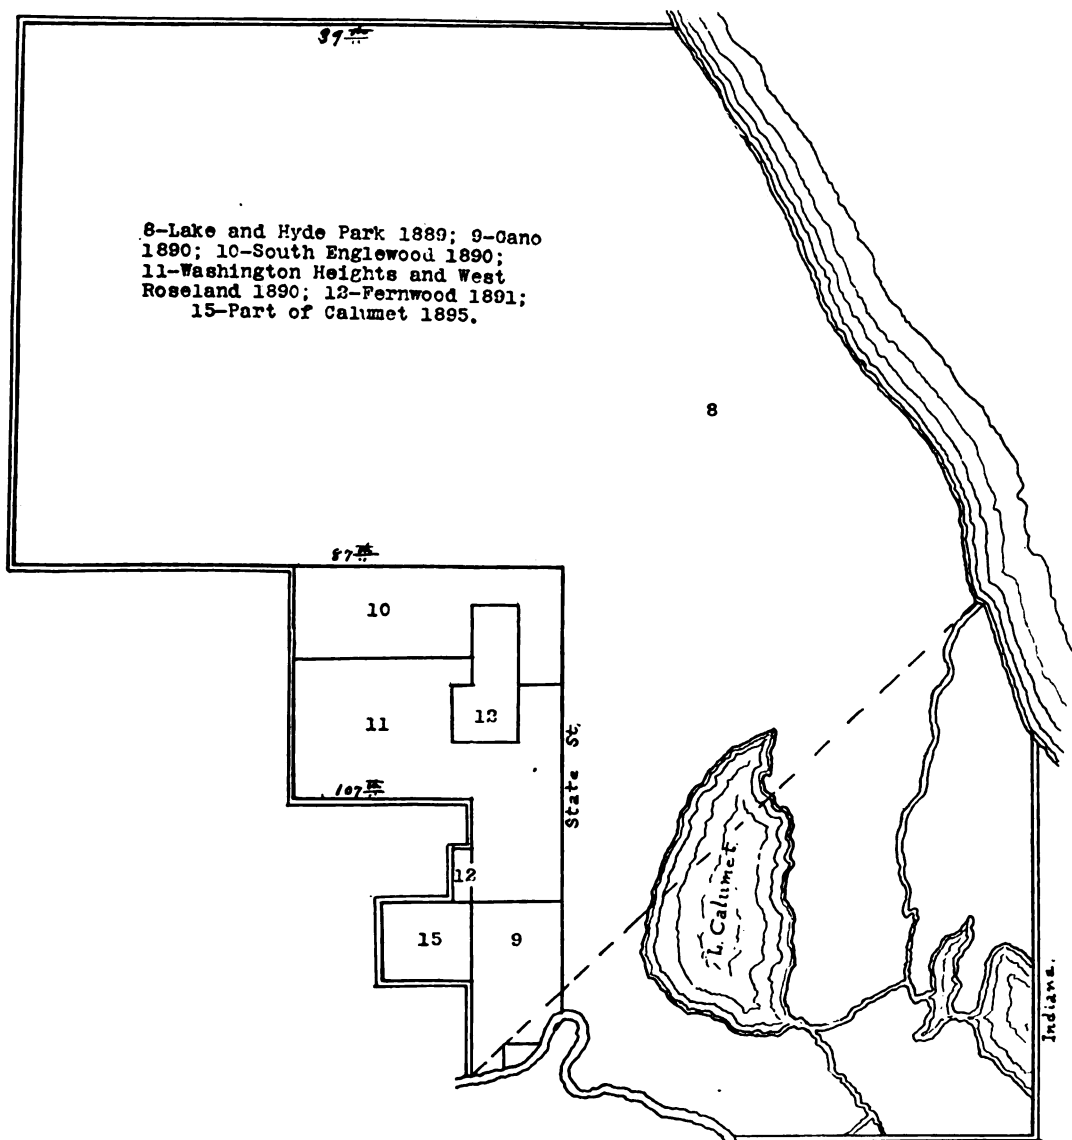 39th
8-Lake and Hyde Park 1889; 9-Gano
1890; 10-South Englewood 1890;
11-Washington Heights and West
Roseland 1890; 12-Fernwood 1891;
15-Part of Calumet 1895.
8
87th
10
12
11
State St.
107th
12
15
9
L. Calumet
Indiana.